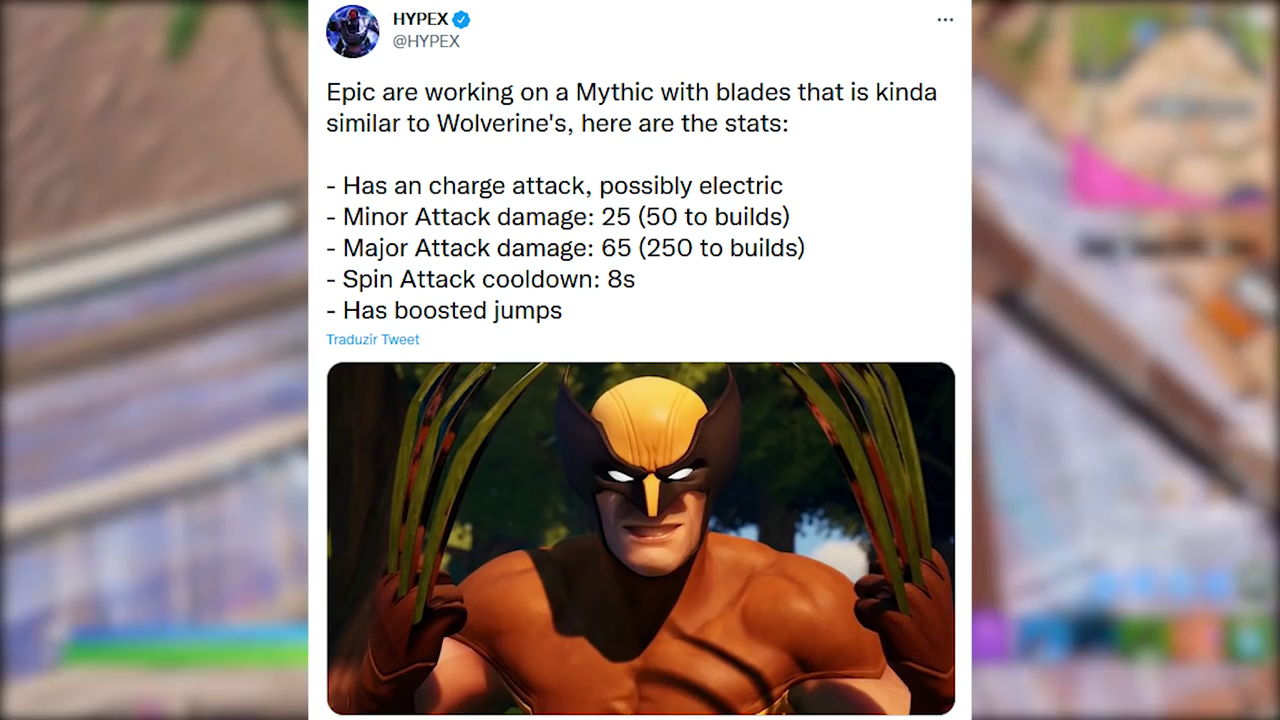 HYPEX
@HYPEX
Epic are working on a Mythic with blades that is kinda
similar to Wolverine's, here are the stats:
- Has an charge attack, possibly electric
- Minor Attack damage: 25 (50 to builds)
- Major Attack damage: 65 (250 to builds)
- Spin Attack cooldown: 8s
- Has boosted jumps
Traduzir Tweet